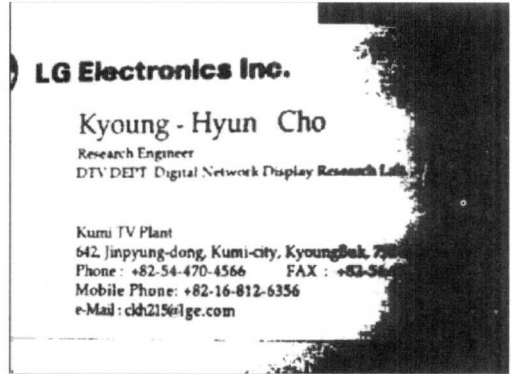 LG Electronics Inc.
Kyoung - Hyun Cho
Research Engineer
DTV DEPT Digital Network Display Research Lab.
Kumi TV Plant
642, Jinpyung-dong, Kumi-city, KyoungBuk,
Phone : +82-54-470-4566 FAX :
Mobile Phone: +82-16-812-6356
e-Mail : ckh215@lge.com